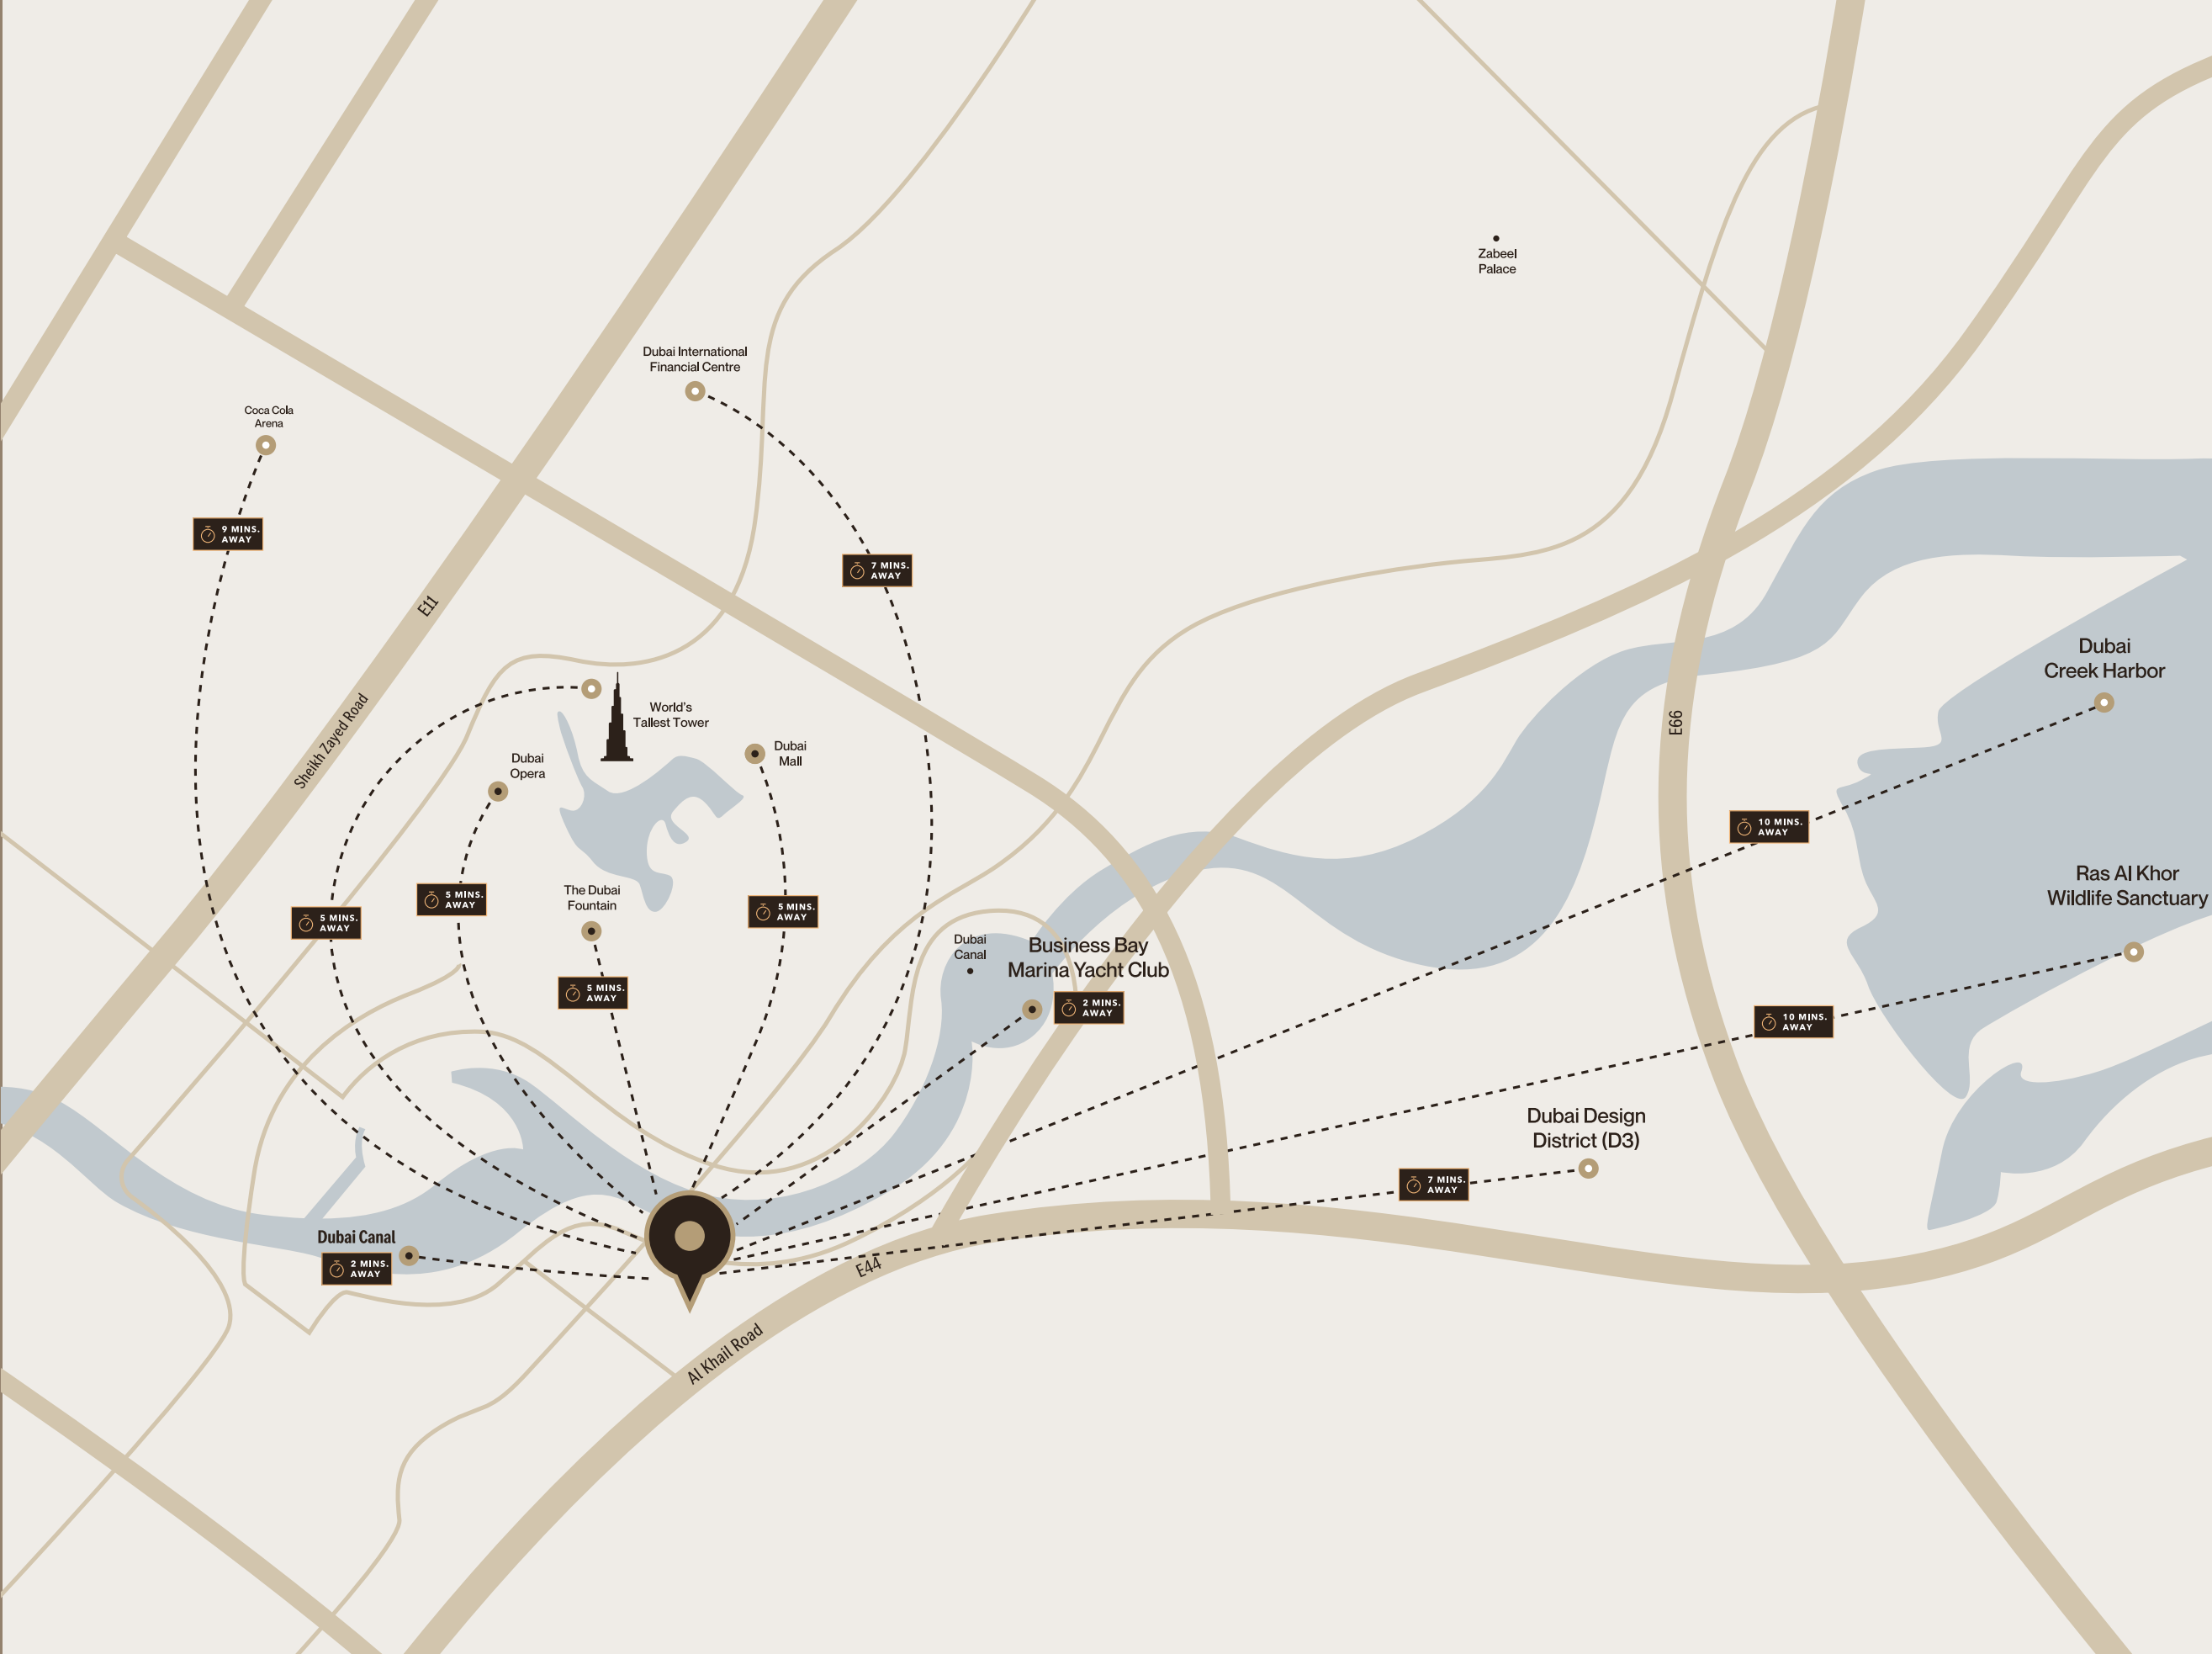 Zabeel
Palace
Dubai International
Financial Centre
Coca Cola
Arena
9 MINS.
AWAY
7 MINS.
AWAY
E11
Sheikh Zayed Road
World's
Tallest Tower
Dubai
Opera
Dubai
Mall
Dubai
Creek Harbor
E66
10 MINS.
AWAY
5 MINS.
AWAY
5 MINS.
AWAY
The Dubai
Fountain
5 MINS.
AWAY
5 MINS.
AWAY
Ras Al Khor
Wildlife Sanctuary
Dubai
Canal
Business Bay
Marina Yacht Club
2 MINS.
AWAY
10 MINS.
AWAY
Dubai Design
District (D3)
7 MINS.
AWAY
Dubai Canal
2 MINS.
AWAY
E44
Al Khail Road